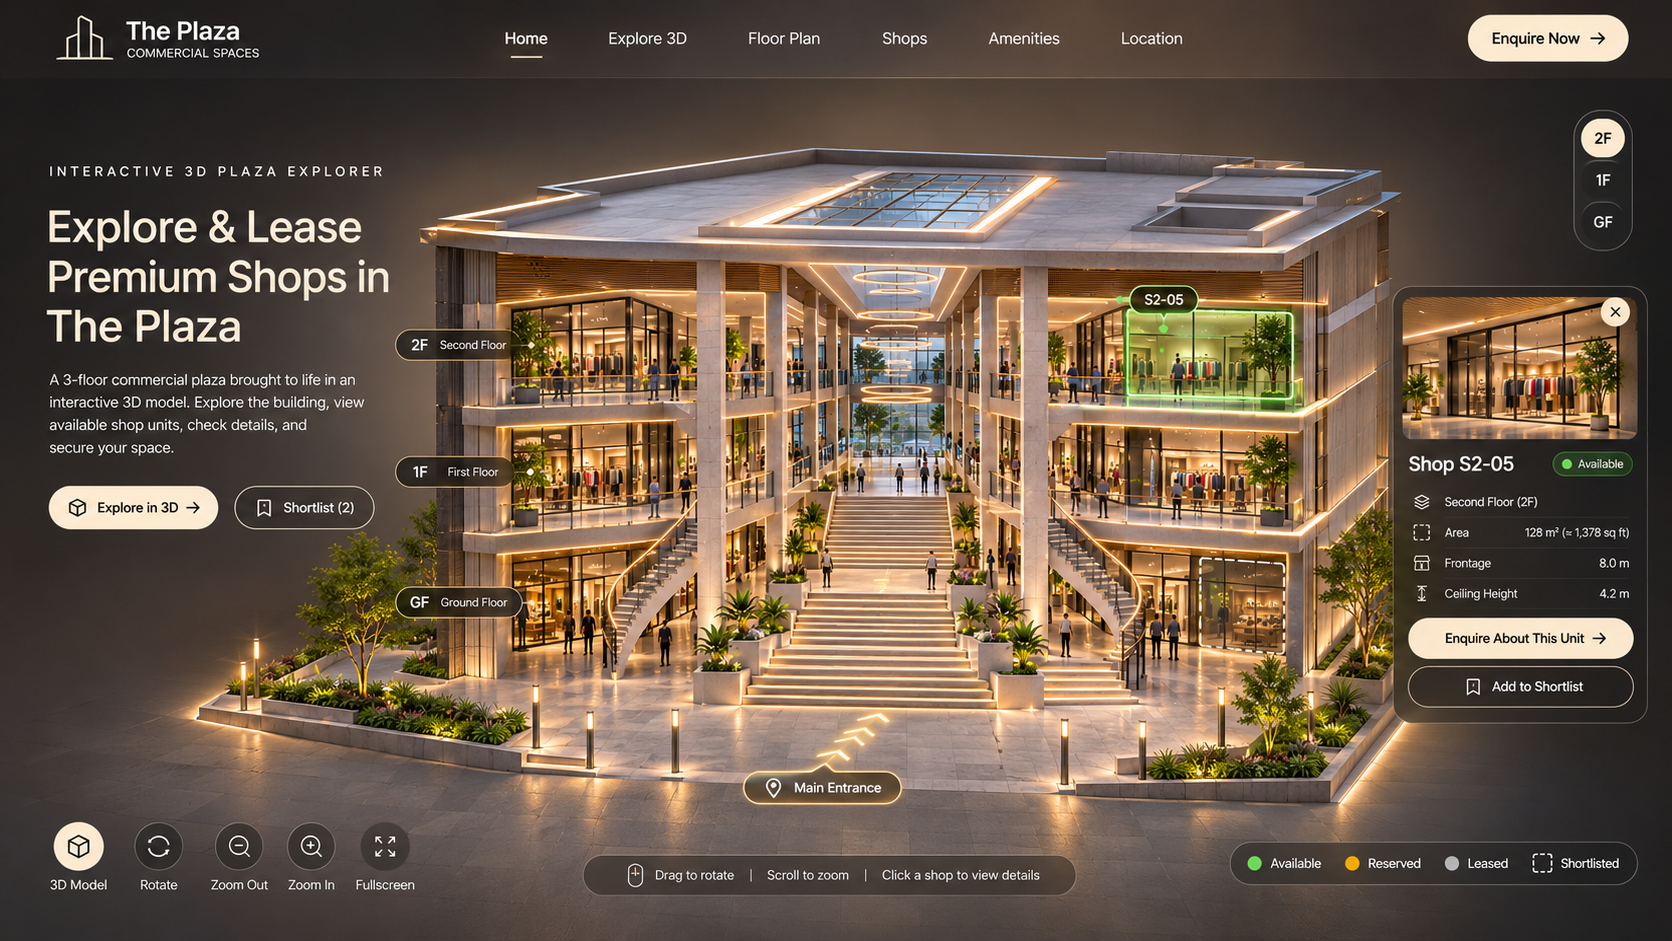 The Plaza
COMMERCIAL SPACES
Home
Explore 3D
Floor Plan
Shops
Amenities
Location
Enquire Now
INTERACTIVE 3D PLAZA EXPLORER
Explore & Lease
Premium Shops in
The Plaza
A 3-floor commercial plaza brought to life in an
interactive 3D model. Explore the building, view
available shop units, check details, and
secure your space.
Explore in 3D
Shortlist (2)
2F Second Floor
1F First Floor
GF Ground Floor
S2-05
Main Entrance
2F
1F
GF
Shop S2-05
Available
Second Floor (2F)
Area 128 m² (≈ 1,378 sq ft)
Frontage 8.0 m
Ceiling Height 4.2 m
Enquire About This Unit
Add to Shortlist
3D Model
Rotate
Zoom Out
Zoom In
Fullscreen
Drag to rotate | Scroll to zoom | Click a shop to view details
Available
Reserved
Leased
Shortlisted